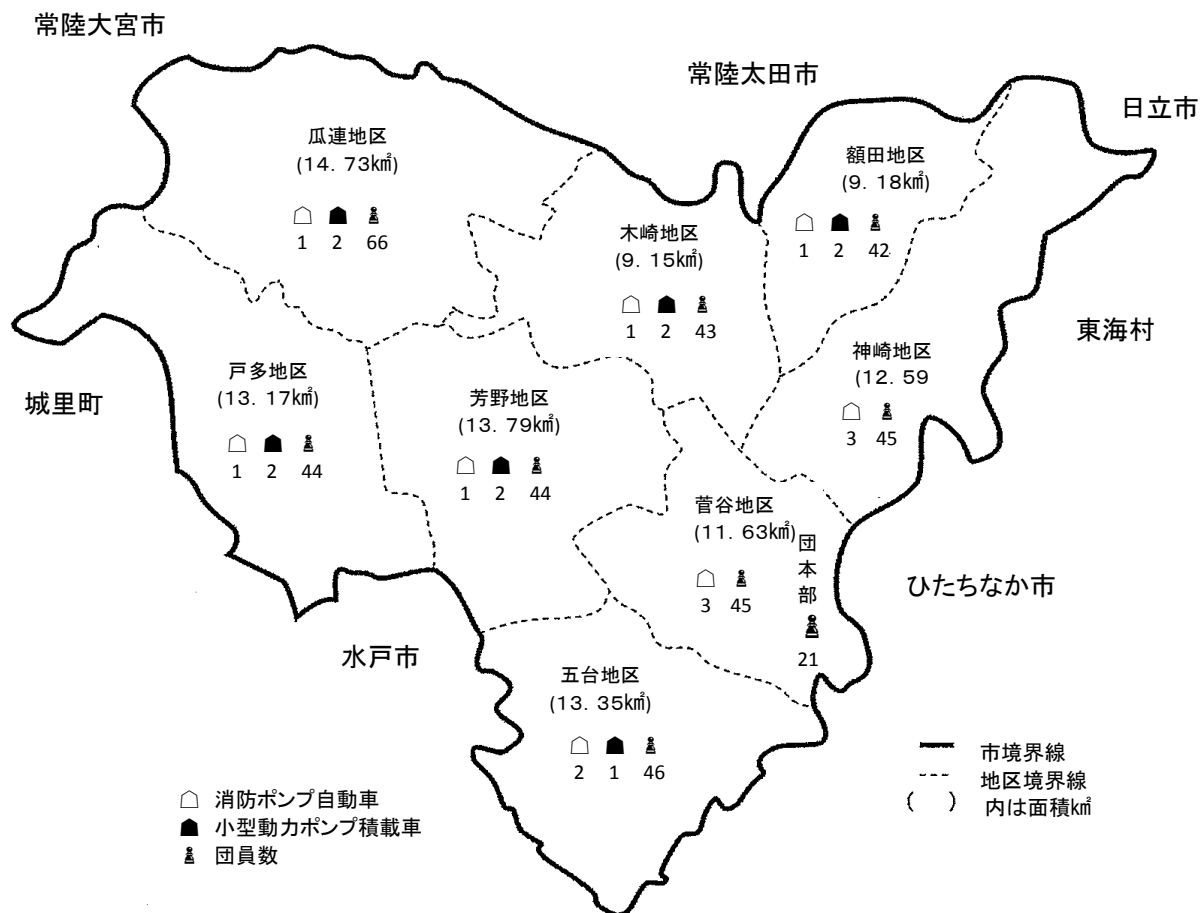 常陸大宮市
常陸太田市
日立市
瓜連地区
(14.73k㎡)
1 2 66
額田地区
(9.18k㎡)
1 2 42
木崎地区
(9.15k㎡)
1 2 43
東海村
神崎地区
(12.59
3 45
城里町
戸多地区
(13.17k㎡)
1 2 44
芳野地区
(13.79k㎡)
1 2 44
菅谷地区
(11.63k㎡)
3 45
団本部
21
ひたちなか市
水戸市
五台地区
(13.35k㎡)
2 1 46
消防ポンプ自動車
小型動力ポンプ積載車
団員数
市境界線
地区境界線
( ) 内は面積k㎡